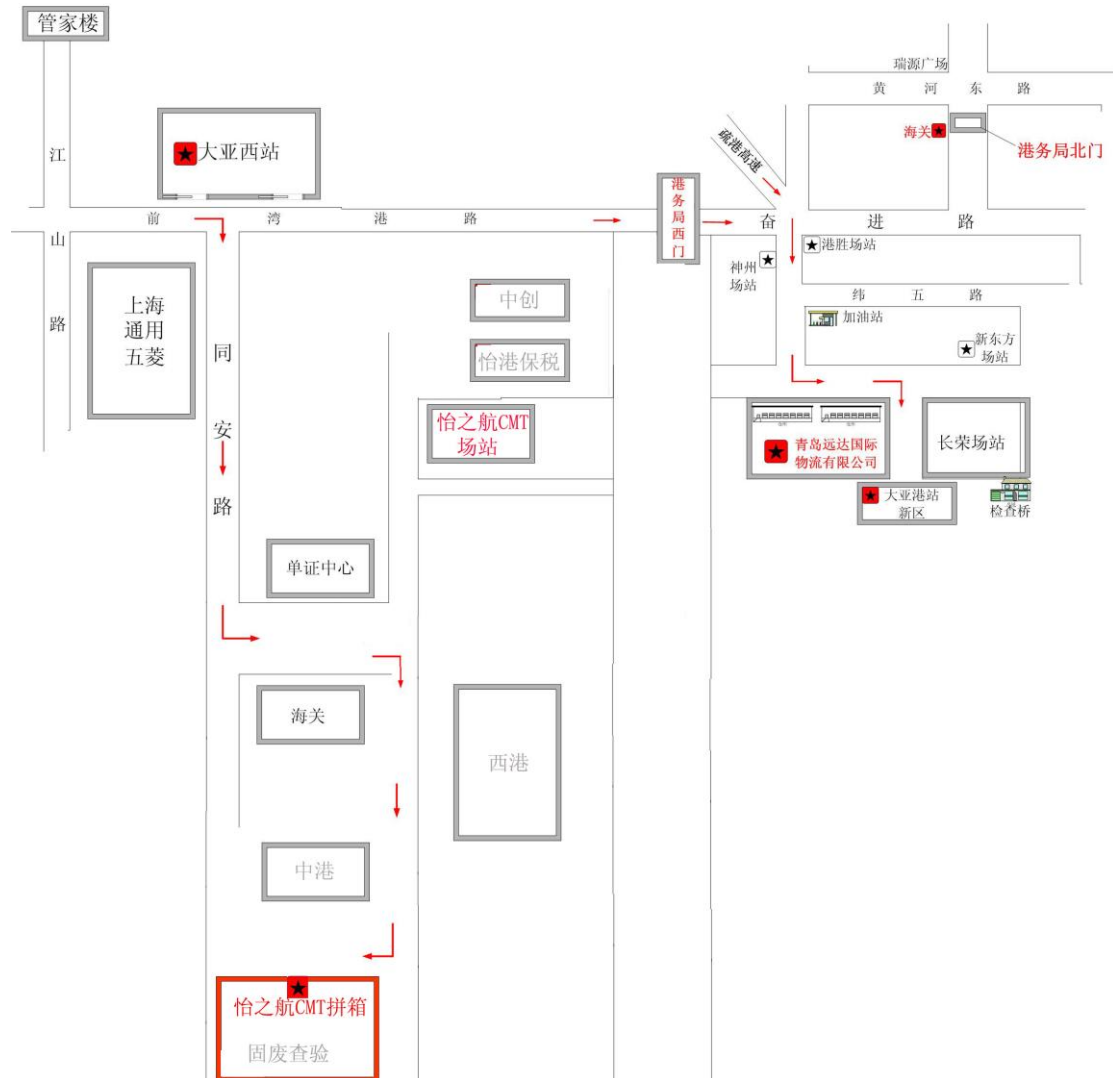 管家楼
瑞源广场
黄河东路
海关
港务局北门
疏港高速
江山路
大亚西站
前湾港路
港务局西门
奋进路
港胜场站
神州
场站
纬五路
加油站
新东方
场站
上海
通用
五菱
同安路
中创
怡港保税
怡之航CMT
场站
青岛远达国际
物流有限公司
长荣场站
大亚港站
新区
检查桥
单证中心
海关
西港
中港
怡之航CMT拼箱
固废查验